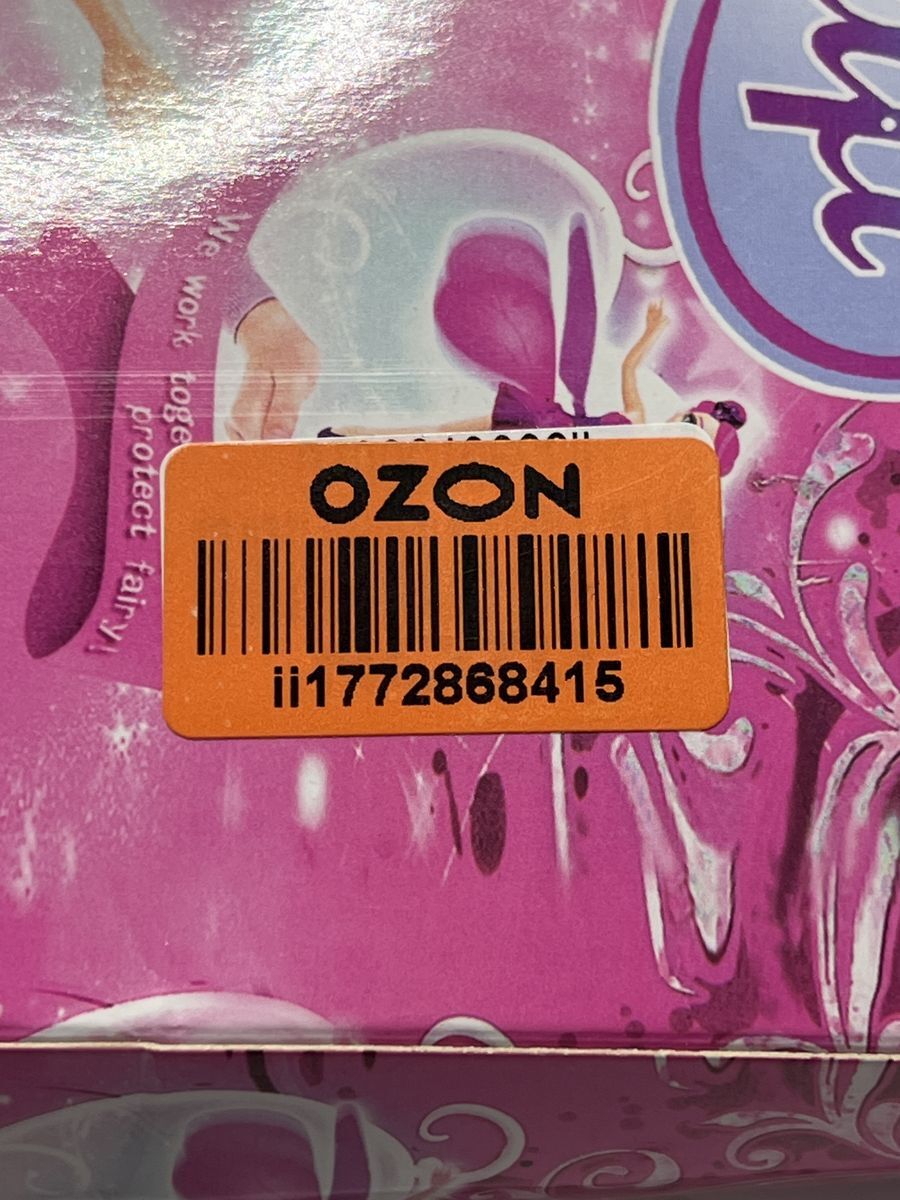 We work toge
protect fairy!
OZON
ii1772868415